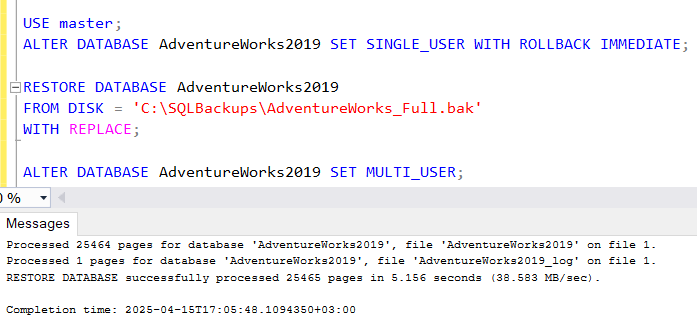 USE master;
ALTER DATABASE AdventureWorks2019 SET SINGLE_USER WITH ROLLBACK IMMEDIATE;
RESTORE DATABASE AdventureWorks2019
FROM DISK = 'C:\SQLBackups\AdventureWorks_Full.bak'
WITH REPLACE;
ALTER DATABASE AdventureWorks2019 SET MULTI_USER;
0 %
Messages
Processed 25464 pages for database 'AdventureWorks2019', file 'AdventureWorks2019' on file 1.
Processed 1 pages for database 'AdventureWorks2019', file 'AdventureWorks2019_log' on file 1.
RESTORE DATABASE successfully processed 25465 pages in 5.156 seconds (38.583 MB/sec).
Completion time: 2025-04-15T17:05:48.1094350+03:00